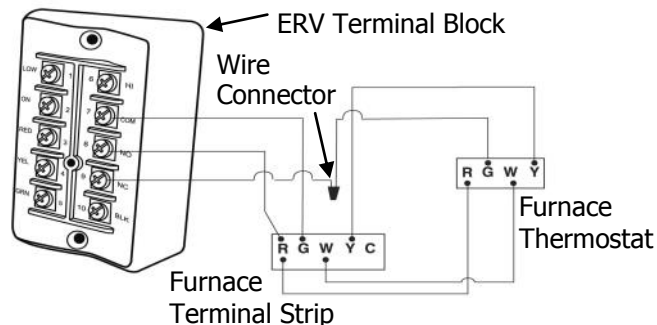 ERV Terminal Block
Wire
Connector
LOW 1
ON 2
RED 3
YEL 4
GRN 5
6 HI
7 COM
8 NO
9 NC
10 BLK
R G W Y
Furnace
Thermostat
R G W Y C
Furnace
Terminal Strip